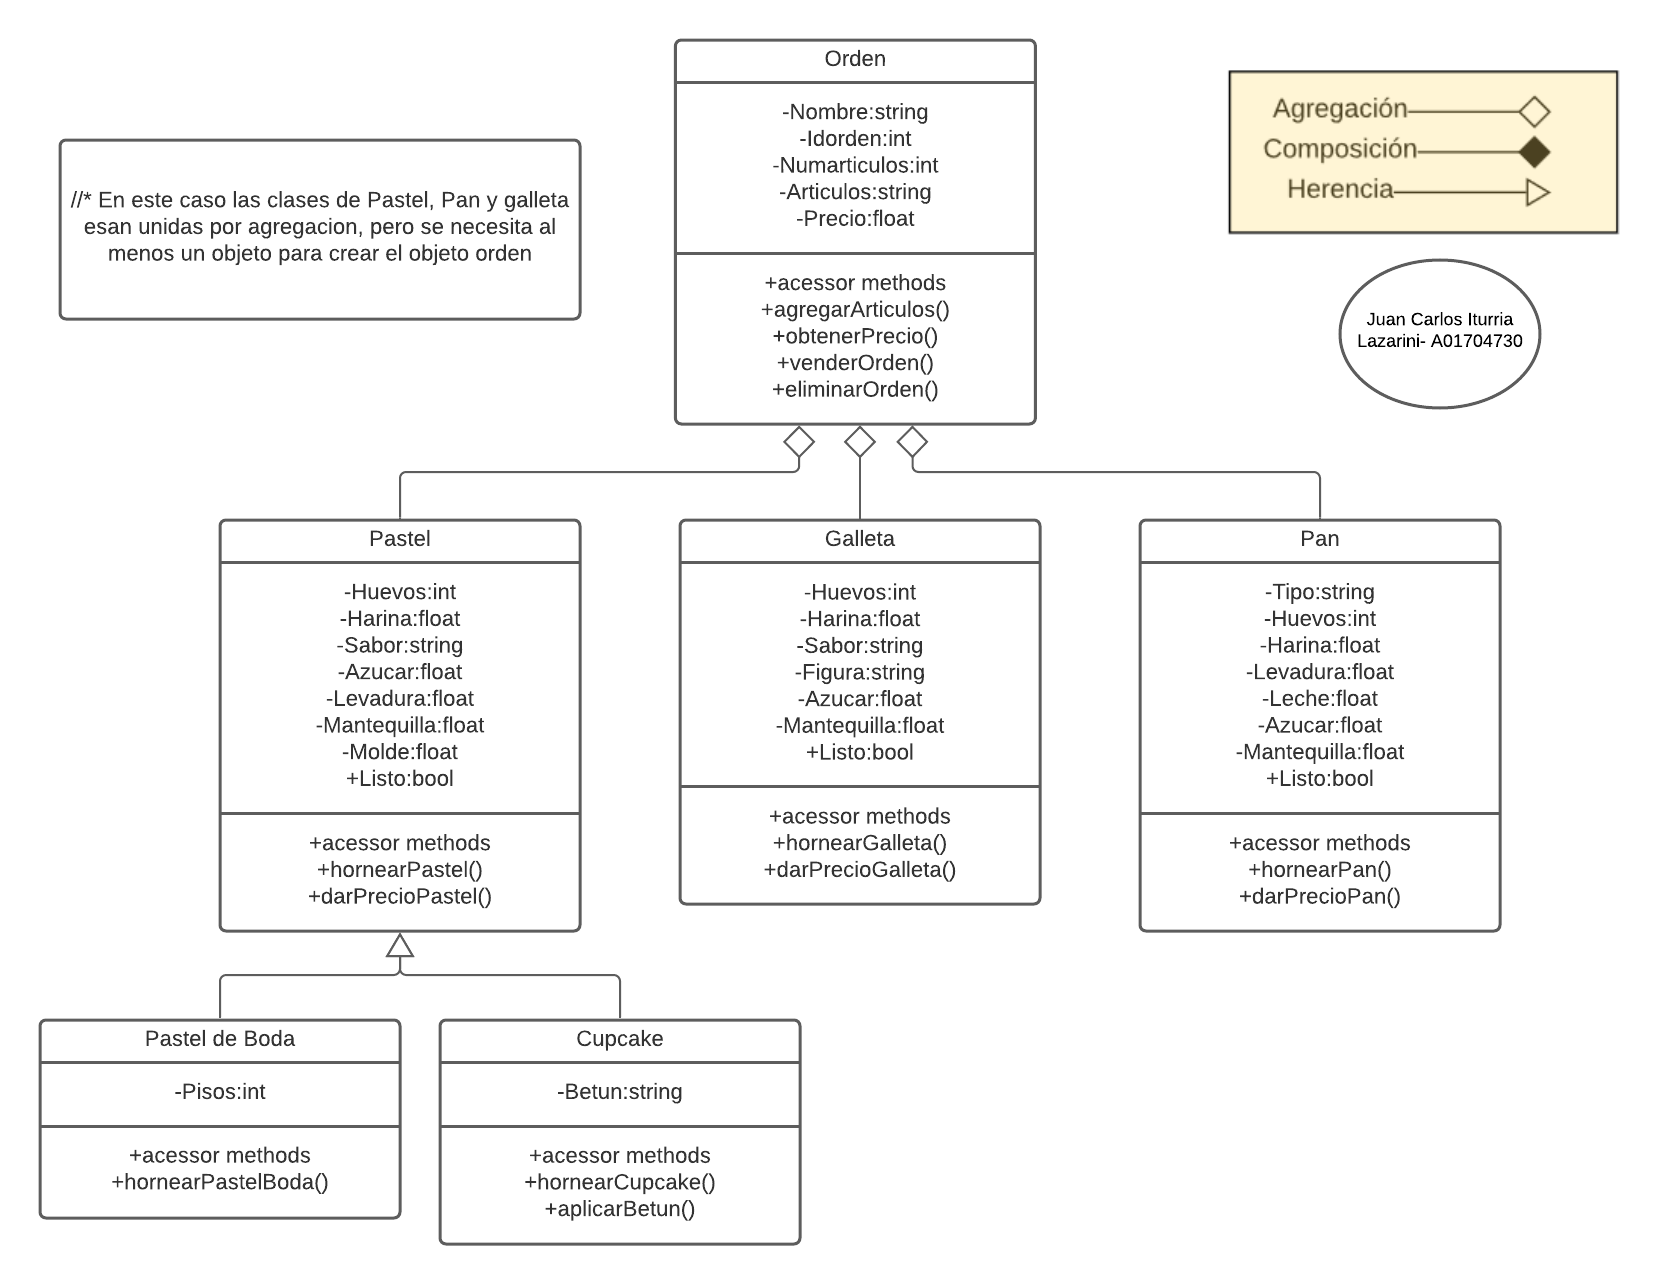 Orden
-Nombre:string
-Idorden:int
-Numarticulos:int
-Articulos:string
-Precio:float
+acessor methods
+agregarArticulos()
+obtenerPrecio()
+venderOrden()
+eliminarOrden()
//* En este caso las clases de Pastel, Pan y galleta
esan unidas por agregacion, pero se necesita al
menos un objeto para crear el objeto orden
Agregación
Composición
Herencia
Juan Carlos Iturria
Lazarini- A01704730
Pastel
-Huevos:int
-Harina:float
-Sabor:string
-Azucar:float
-Levadura:float
-Mantequilla:float
-Molde:float
+Listo:bool
+acessor methods
+hornearPastel()
+darPrecioPastel()
Galleta
-Huevos:int
-Harina:float
-Sabor:string
-Figura:string
-Azucar:float
-Mantequilla:float
+Listo:bool
+acessor methods
+hornearGalleta()
+darPrecioGalleta()
Pan
-Tipo:string
-Huevos:int
-Harina:float
-Levadura:float
-Leche:float
-Azucar:float
-Mantequilla:float
+Listo:bool
+acessor methods
+hornearPan()
+darPrecioPan()
Pastel de Boda
-Pisos:int
+acessor methods
+hornearPastelBoda()
Cupcake
-Betun:string
+acessor methods
+hornearCupcake()
+aplicarBetun()